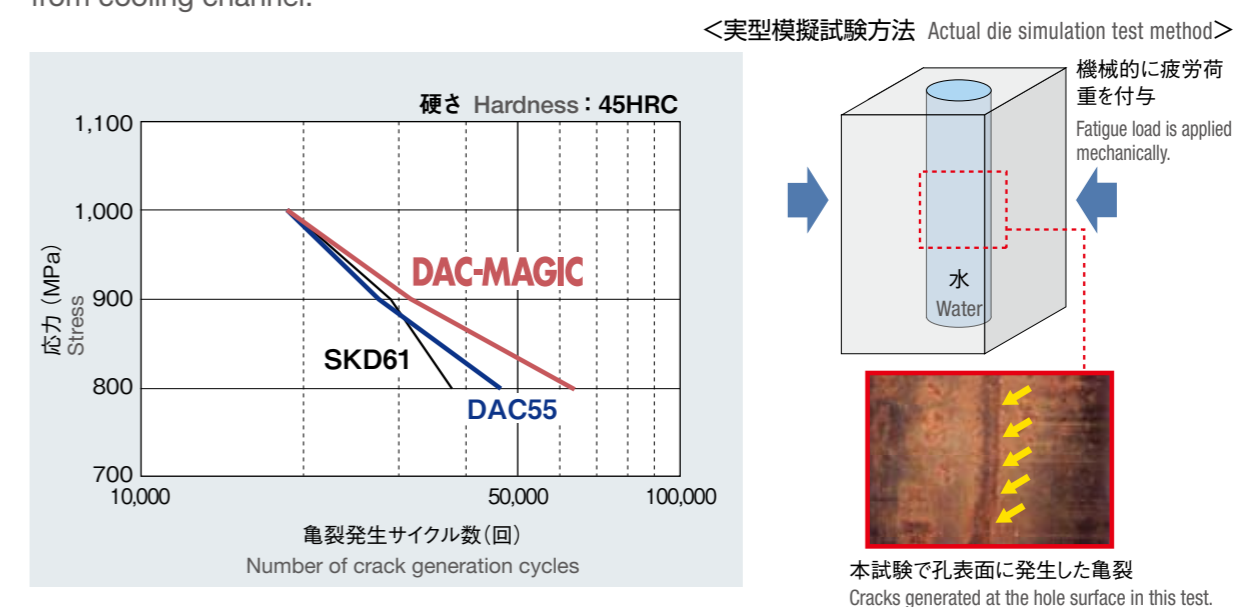 from cooling channel.
<実型模擬試験方法 Actual die simulation test method>
硬さ Hardness:45HRC
1,100
1,000
900
800
700
応力 (MPa)
Stress
DAC-MAGIC
SKD61
DAC55
10,000
50,000
100,000
亀裂発生サイクル数(回)
Number of crack generation cycles
機械的に疲労荷
重を付与
Fatigue load is applied
mechanically.
水
Water
本試験で孔表面に発生した亀裂
Cracks generated at the hole surface in this test.